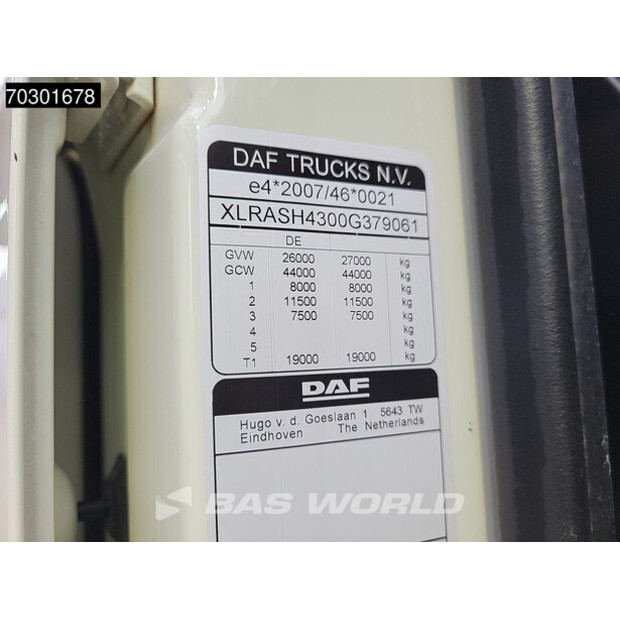 70301678
DAF TRUCKS N.V.
e4*2007/46*0021
XLRASH4300G379061
DE
GVW 26000 27000 kg
GCW 44000 44000 kg
1 8000 8000 kg
2 11500 11500 kg
3 7500 7500 kg
4 kg
5 kg
T1 19000 19000 kg
DAF
Hugo v. d. Goeslaan 1 5643 TW
Eindhoven The Netherlands
BAS WORLD